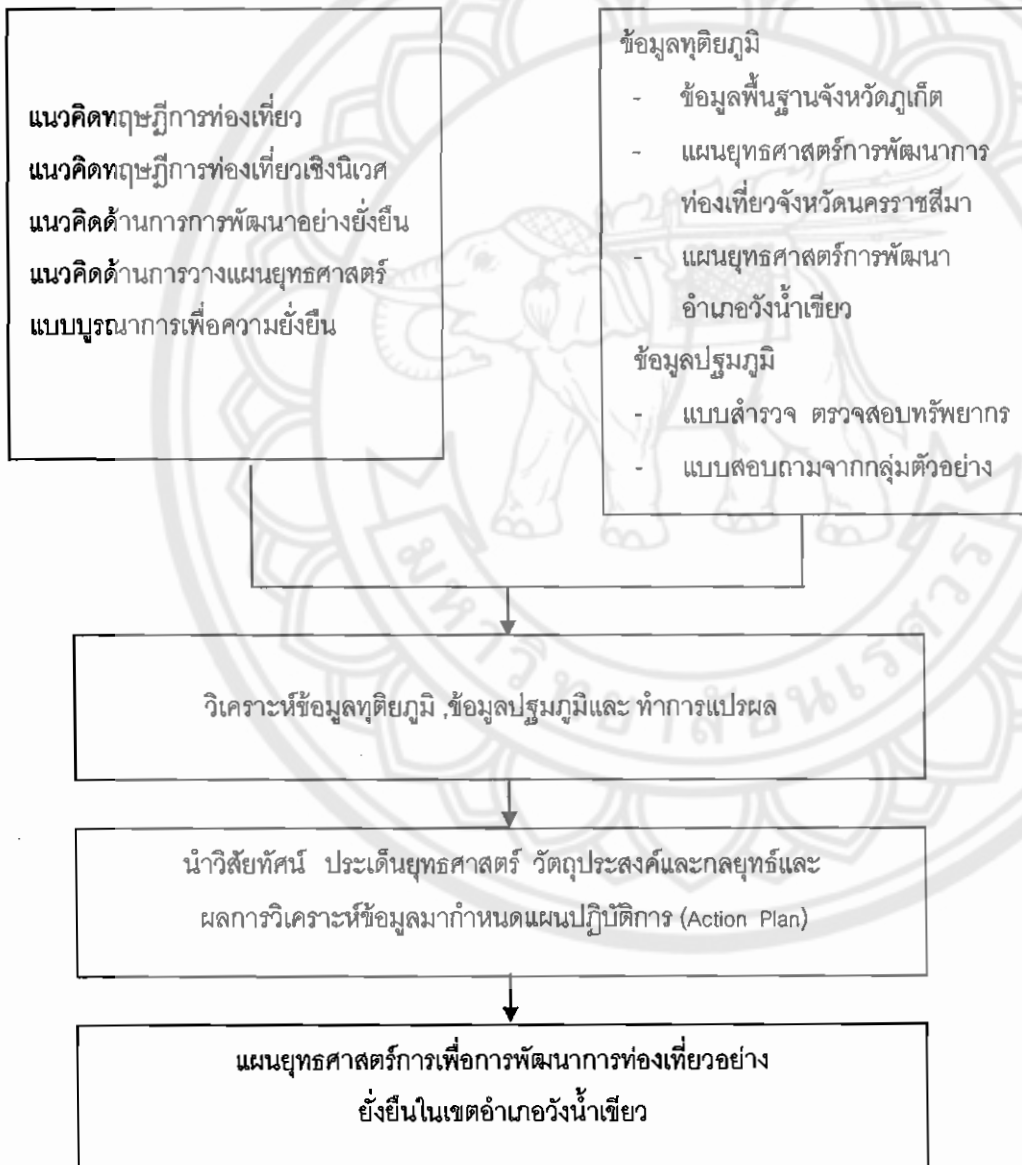 แนวคิดทฤษฎีการท่องเที่ยว
แนวคิดทฤษฎีการท่องเที่ยวเชิงนิเวศ
แนวคิดด้านการการพัฒนาอย่างยั่งยืน
แนวคิดด้านการวางแผนยุทธศาสตร์
แบบบูรณาการเพื่อความยั่งยืน
ข้อมูลทุติยภูมิ
- ข้อมูลพื้นฐานจังหวัดภูเก็ต
- แผนยุทธศาสตร์การพัฒนาการ
ท่องเที่ยวจังหวัดนครราชสีมา
- แผนยุทธศาสตร์การพัฒนา
อำเภอวังน้ำเขียว
ข้อมูลปฐมภูมิ
- แบบสำรวจ ตรวจสอบทรัพยากร
- แบบสอบถามจากกลุ่มตัวอย่าง
วิเคราะห์ข้อมูลทุติยภูมิ ,ข้อมูลปฐมภูมิและ ทำการแปรผล
นำวิสัยทัศน์ ประเด็นยุทธศาสตร์ วัตถุประสงค์และกลยุทธ์และ
ผลการวิเคราะห์ข้อมูลมากำหนดแผนปฏิบัติการ (Action Plan)
แผนยุทธศาสตร์การเพื่อการพัฒนาการท่องเที่ยวอย่าง
ยั่งยืนในเขตอำเภอวังน้ำเขียว
มหาวิทยาลัยนเรศวร